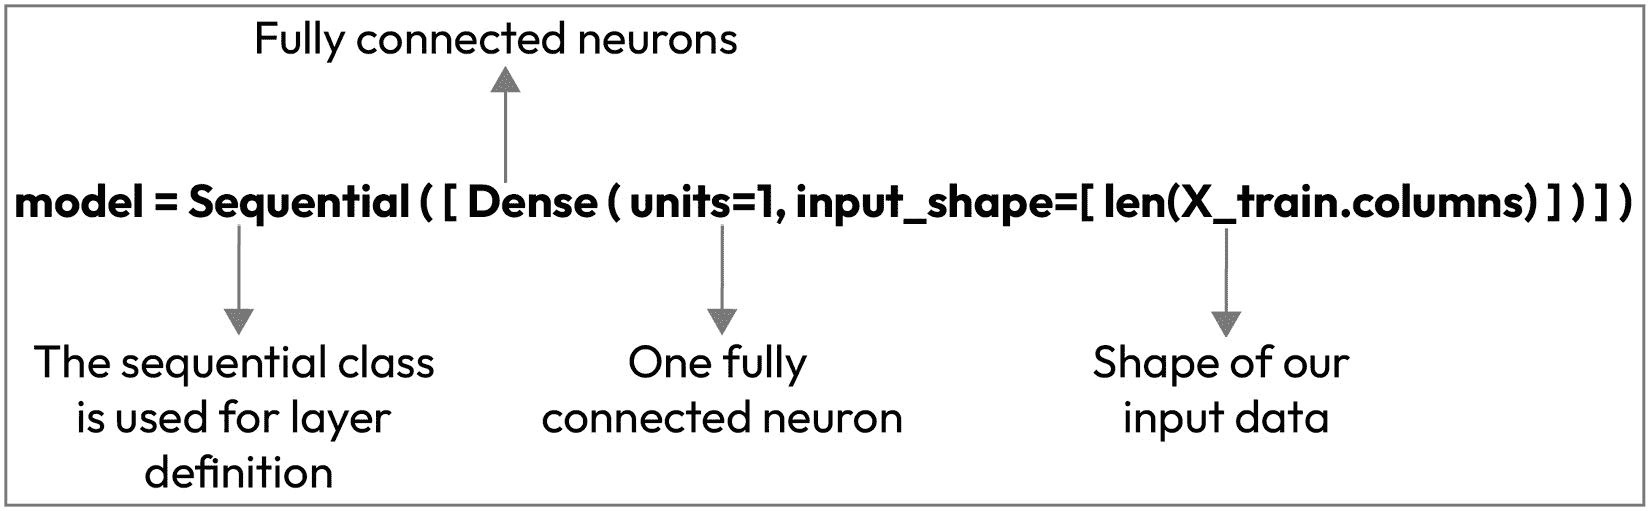 Fully connected neurons
model = Sequential ( [ Dense ( units=1, input_shape=[ len(X_train.columns) ] ) ] )
The sequential class
is used for layer
definition
One fully
connected neuron
Shape of our
input data